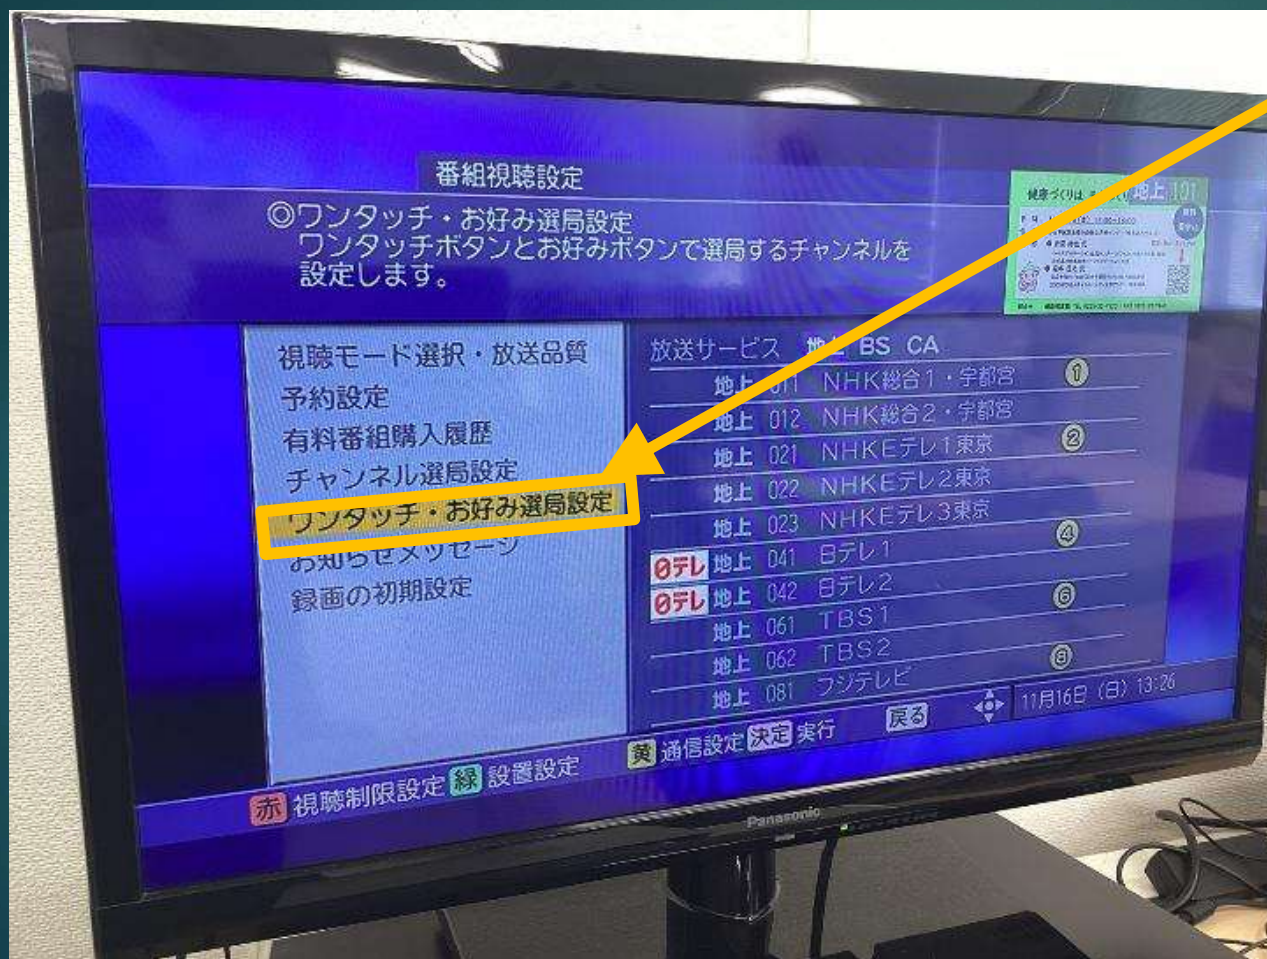 番組視聴設定
◎ワンタッチ・お好み選局設定
ワンタッチボタンとお好みボタンで選局するチャンネルを
設定します。
健康づくりは
地上 101
視聴モード選択・放送品質
予約設定
有料番組購入履歴
チャンネル選局設定
ワンタッチ・お好み選局設定
お知らせメッセージ
録画の初期設定
放送サービス 地上 BS CA
地上 011 NHK総合1・宇都宮 ①
地上 012 NHK総合2・宇都宮
地上 021 NHKEテレ1東京 ②
地上 022 NHKEテレ2東京
地上 023 NHKEテレ3東京
日テレ 地上 041 日テレ1 ④
日テレ 地上 042 日テレ2
地上 061 TBS1 ⑥
地上 062 TBS2
地上 081 フジテレビ ⑧
赤 視聴制限設定 緑 設置設定 黄 通信設定 決定 実行 戻る 11月16日(日) 13:26
Panasonic